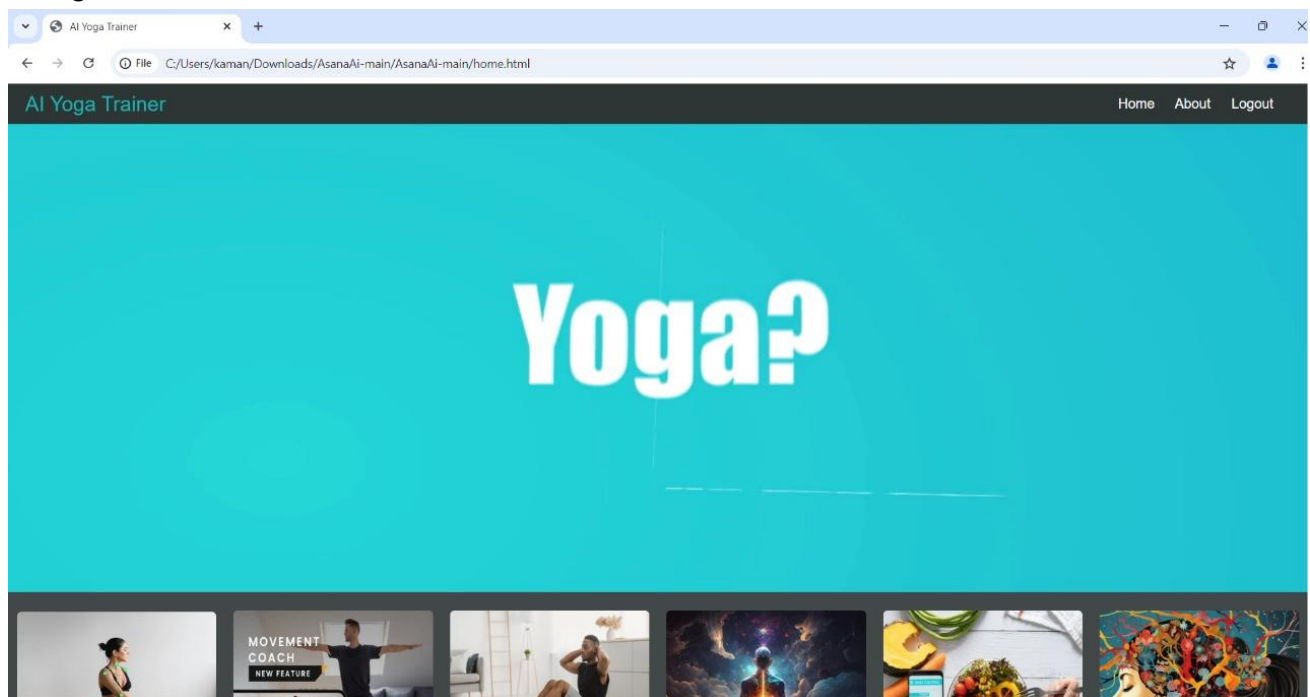 AI Yoga Trainer
File C:/Users/kaman/Downloads/AsanaAi-main/AsanaAi-main/home.html
AI Yoga Trainer Home About Logout
Yoga?
MOVEMENT
COACH
NEW FEATURE